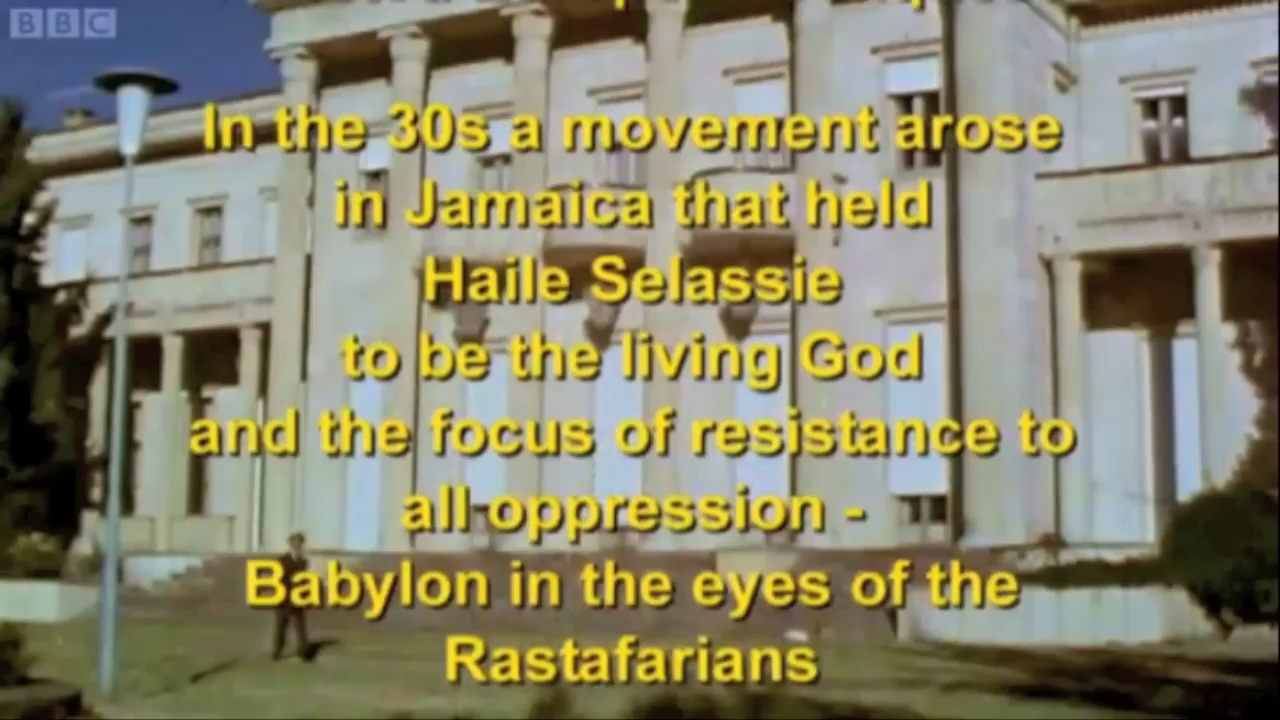 BBC
In the 30s a movement arose
in Jamaica that held
Haile Selassie
to be the living God
and the focus of resistance to
all oppression -
Babylon in the eyes of the
Rastafarians